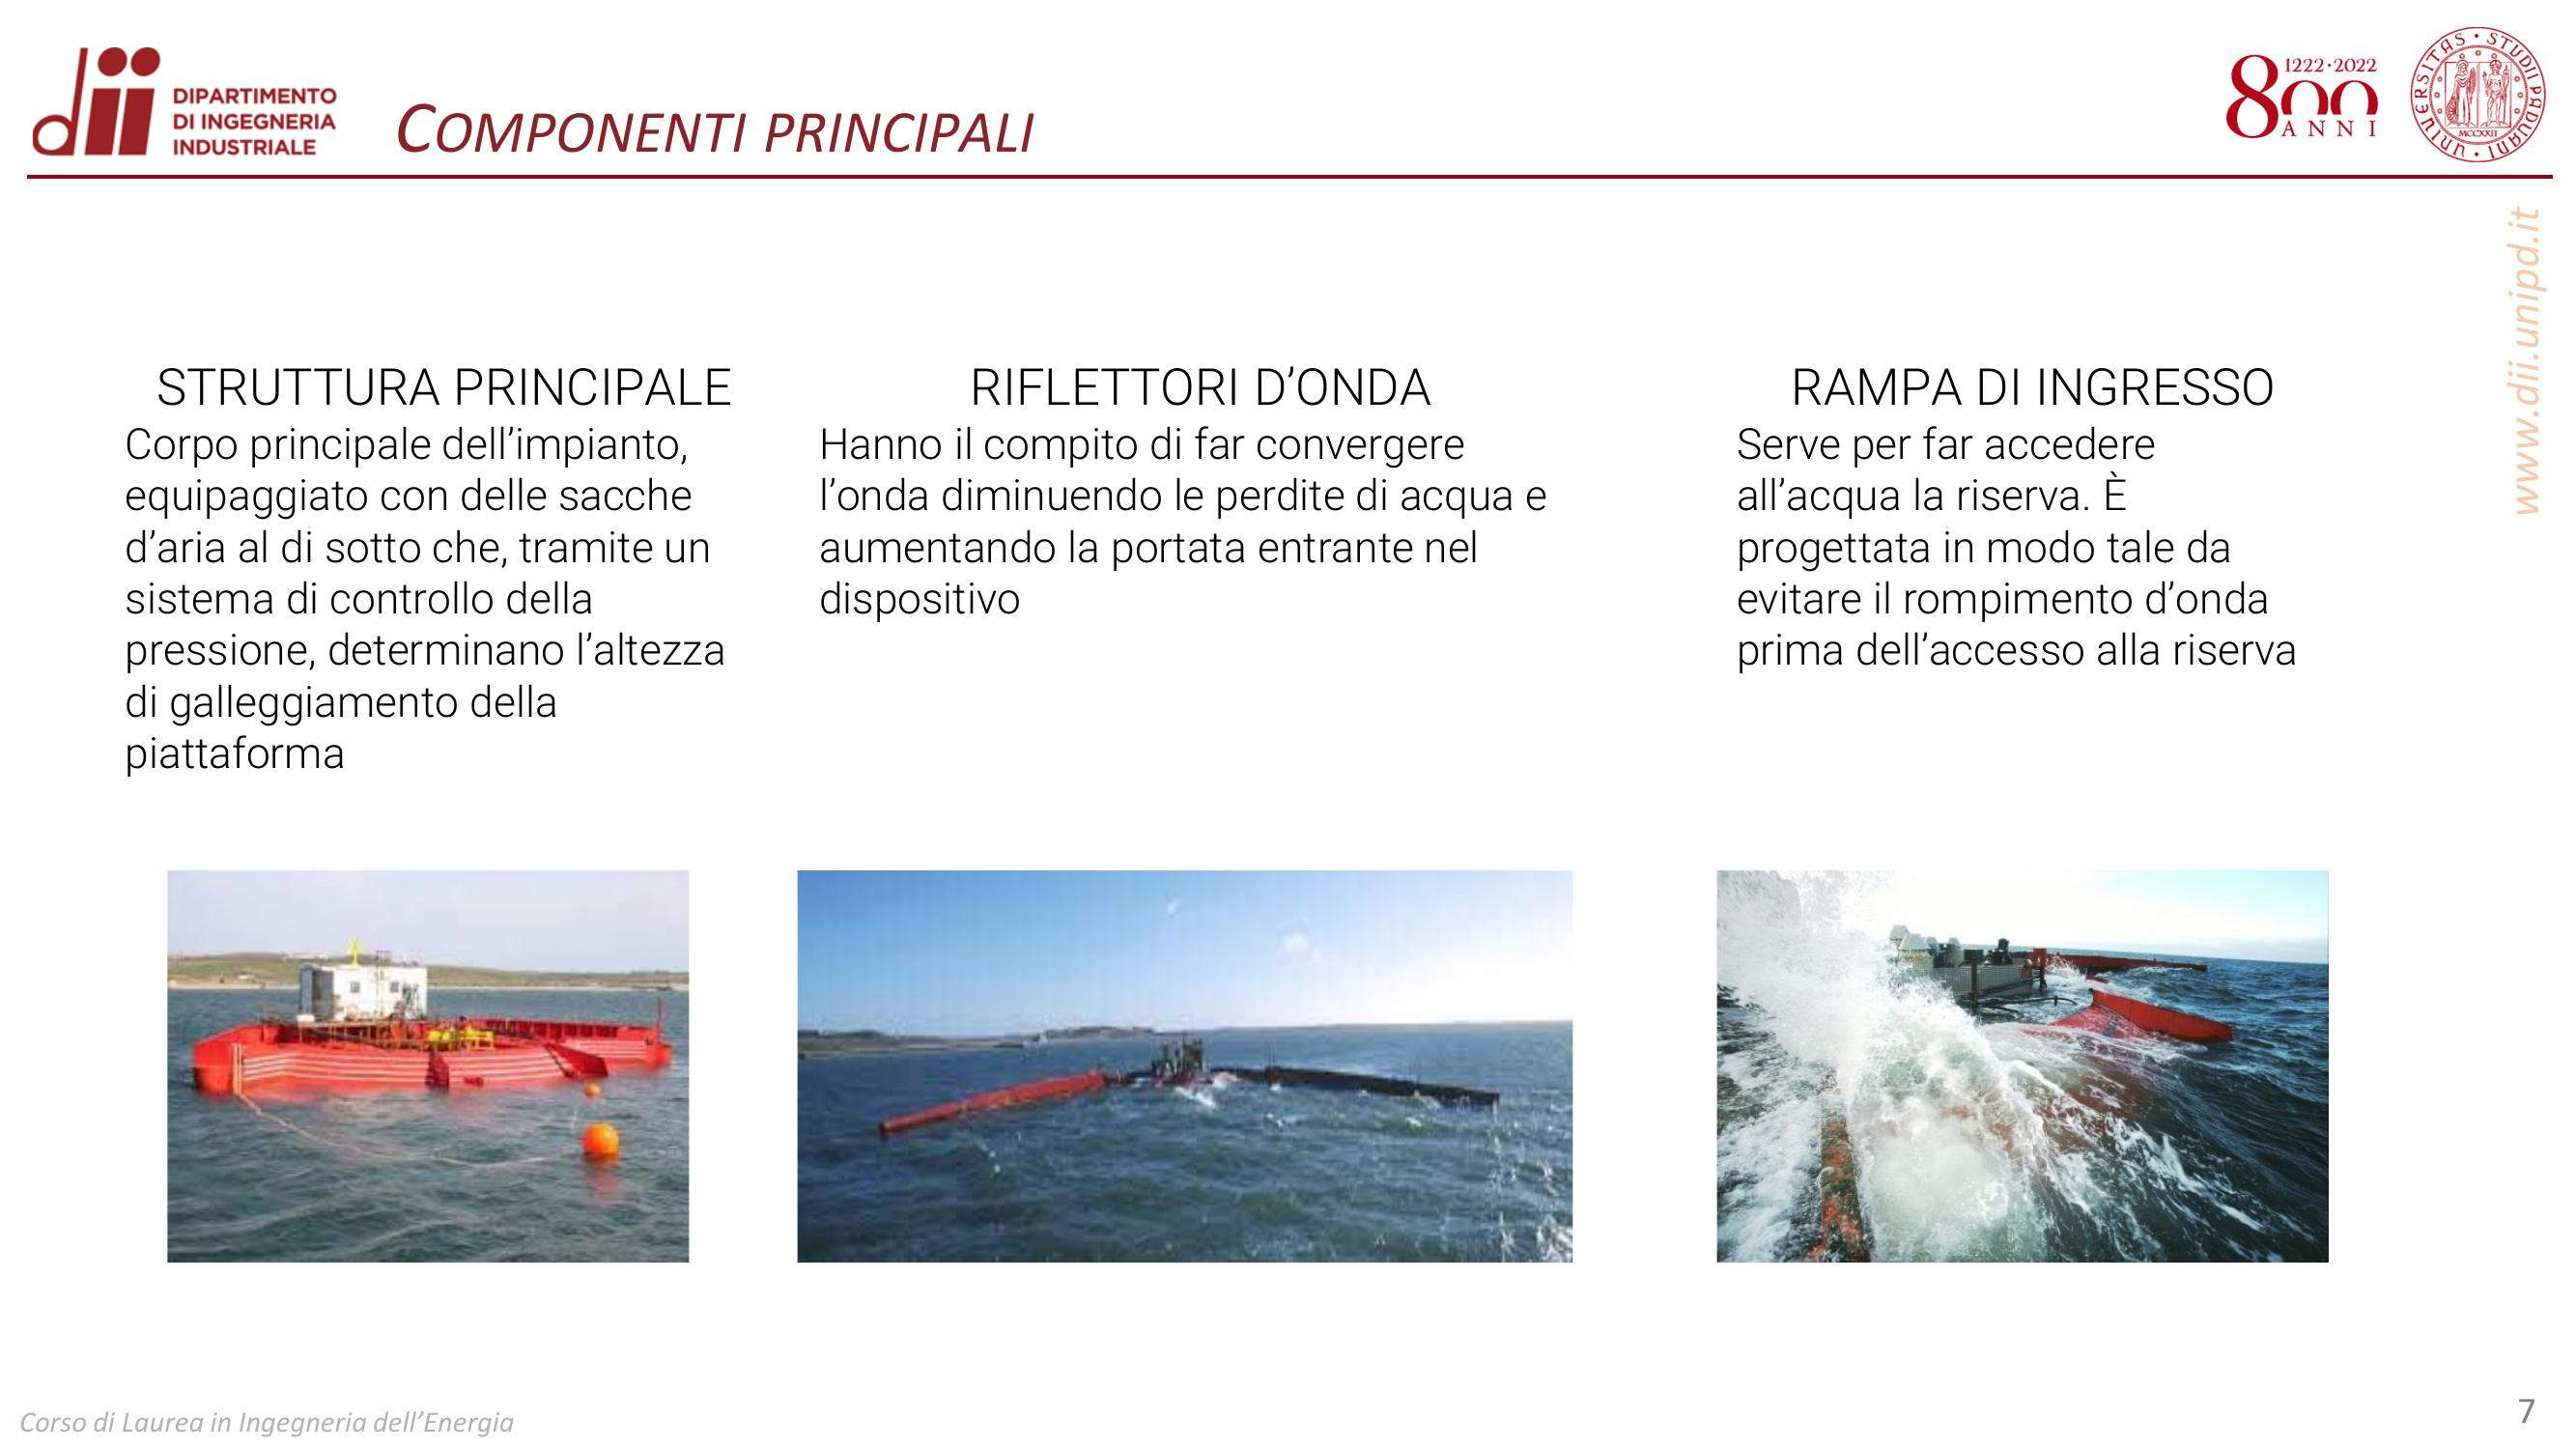 DIPARTIMENTO
DI INGEGNERIA
INDUSTRIALE
COMPONENTI PRINCIPALI
1222·2022
800
ANNI
UNIVERSITAS · STUDII PADUANI ·
MCCXXII
www.dii.unipd.it
STRUTTURA PRINCIPALE
Corpo principale dell’impianto,
equipaggiato con delle sacche
d’aria al di sotto che, tramite un
sistema di controllo della
pressione, determinano l’altezza
di galleggiamento della
piattaforma
RIFLETTORI D’ONDA
Hanno il compito di far convergere
l’onda diminuendo le perdite di acqua e
aumentando la portata entrante nel
dispositivo
RAMPA DI INGRESSO
Serve per far accedere
all’acqua la riserva. È
progettata in modo tale da
evitare il rompimento d’onda
prima dell’accesso alla riserva
Corso di Laurea in Ingegneria dell’Energia
7